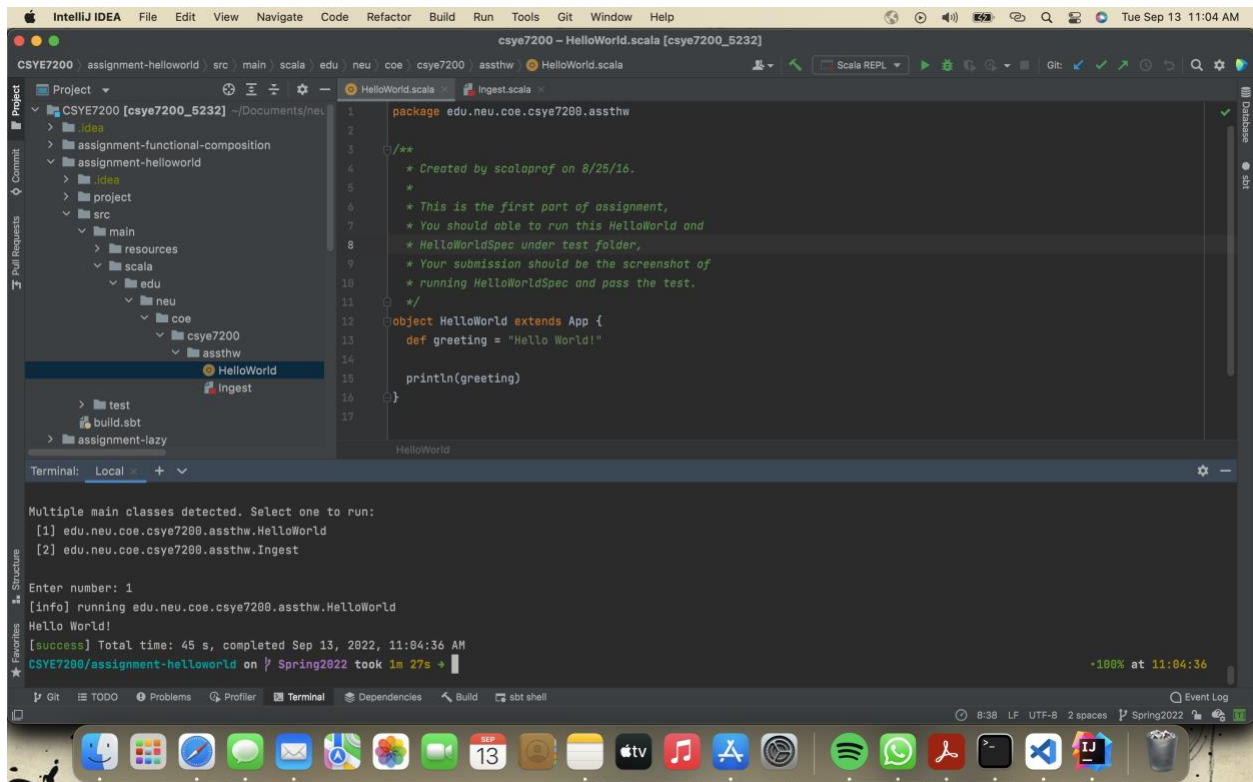 IntelliJ IDEA File Edit View Navigate Code Refactor Build Run Tools Git Window Help Tue Sep 13 11:04 AM
csye7200 – HelloWorld.scala [csye7200_5232]
CSYE7200 assignment-helloworld src main scala edu neu coe csye7200 assthw HelloWorld.scala Scala REPL Git:
Project
CSYE7200 [csye7200_5232] ~/Documents/neu
.idea
assignment-functional-composition
assignment-helloworld
.idea
project
src
main
resources
scala
edu
neu
coe
csye7200
assthw
HelloWorld
Ingest
test
build.sbt
assignment-lazy
Project
Commit
Pull Requests
HelloWorld.scala Ingest.scala
1 package edu.neu.coe.csye7200.assthw
2
3 /**
4 * Created by scalaprof on 8/25/16.
5 *
6 * This is the first part of assignment,
7 * You should able to run this HelloWorld and
8 * HelloWorldSpec under test folder,
9 * Your submission should be the screenshot of
10 * running HelloWorldSpec and pass the test.
11 */
12 object HelloWorld extends App {
13 def greeting = "Hello World!"
14
15 println(greeting)
16 }
17
HelloWorld
Database
sbt
Terminal: Local × +
Multiple main classes detected. Select one to run:
[1] edu.neu.coe.csye7200.assthw.HelloWorld
[2] edu.neu.coe.csye7200.assthw.Ingest
Enter number: 1
[info] running edu.neu.coe.csye7200.assthw.HelloWorld
Hello World!
[success] Total time: 45 s, completed Sep 13, 2022, 11:04:36 AM
CSYE7200/assignment-helloworld on Spring2022 took 1m 27s → •100% at 11:04:36
Structure
Favorites
Git TODO Problems Profiler Terminal Dependencies Build sbt shell Event Log
8:38 LF UTF-8 2 spaces Spring2022
SEP
13
tv
IJ